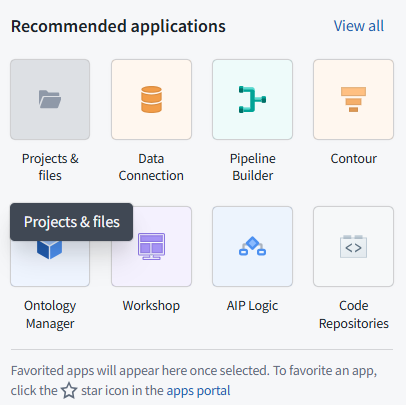 Recommended applications
View all
Projects &
files
Data
Connection
Pipeline
Builder
Contour
Projects & files
Ontology
Manager
Workshop
AIP Logic
Code
Repositories
Favorited apps will appear here once selected. To favorite an app,
click the star icon in the apps portal